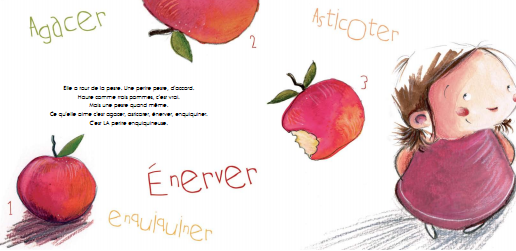 Agacer
Asticoter
2
3
Elle a tout de la peste. Une petite peste, d'accord.
Haute comme trois pommes, c'est vrai.
Mais une peste quand même.
Ce qu'elle aime c'est agacer, asticoter, énerver, enquiquiner.
C'est LA petite enquiquineuse.
Énerver
1
enquiquiner